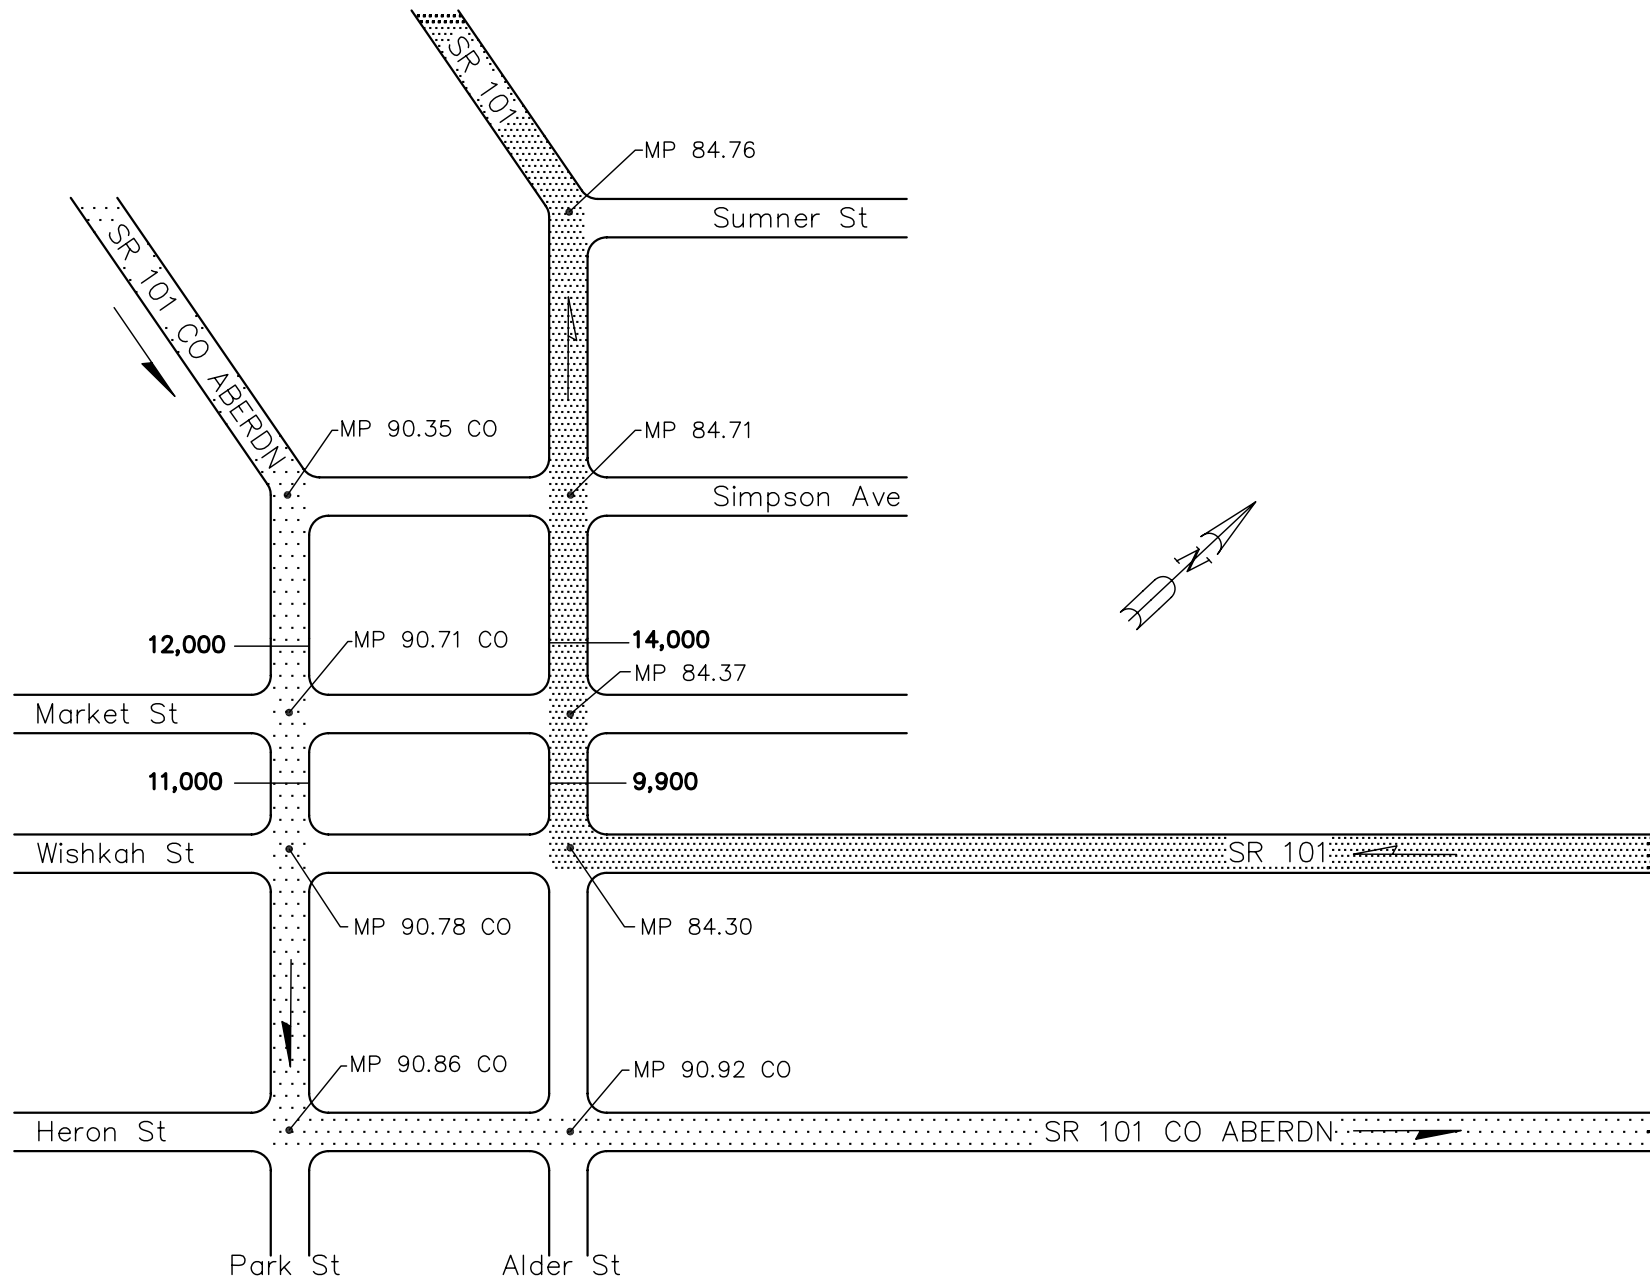 SR 101
MP 84.76
Sumner St
SR 101 CO ABERDN
MP 90.35 CO
MP 84.71
Simpson Ave
N
12,000
MP 90.71 CO
14,000
MP 84.37
Market St
11,000
9,900
Wishkah St
SR 101
MP 90.78 CO
MP 84.30
MP 90.86 CO
MP 90.92 CO
Heron St
SR 101 CO ABERDN
Park St
Alder St